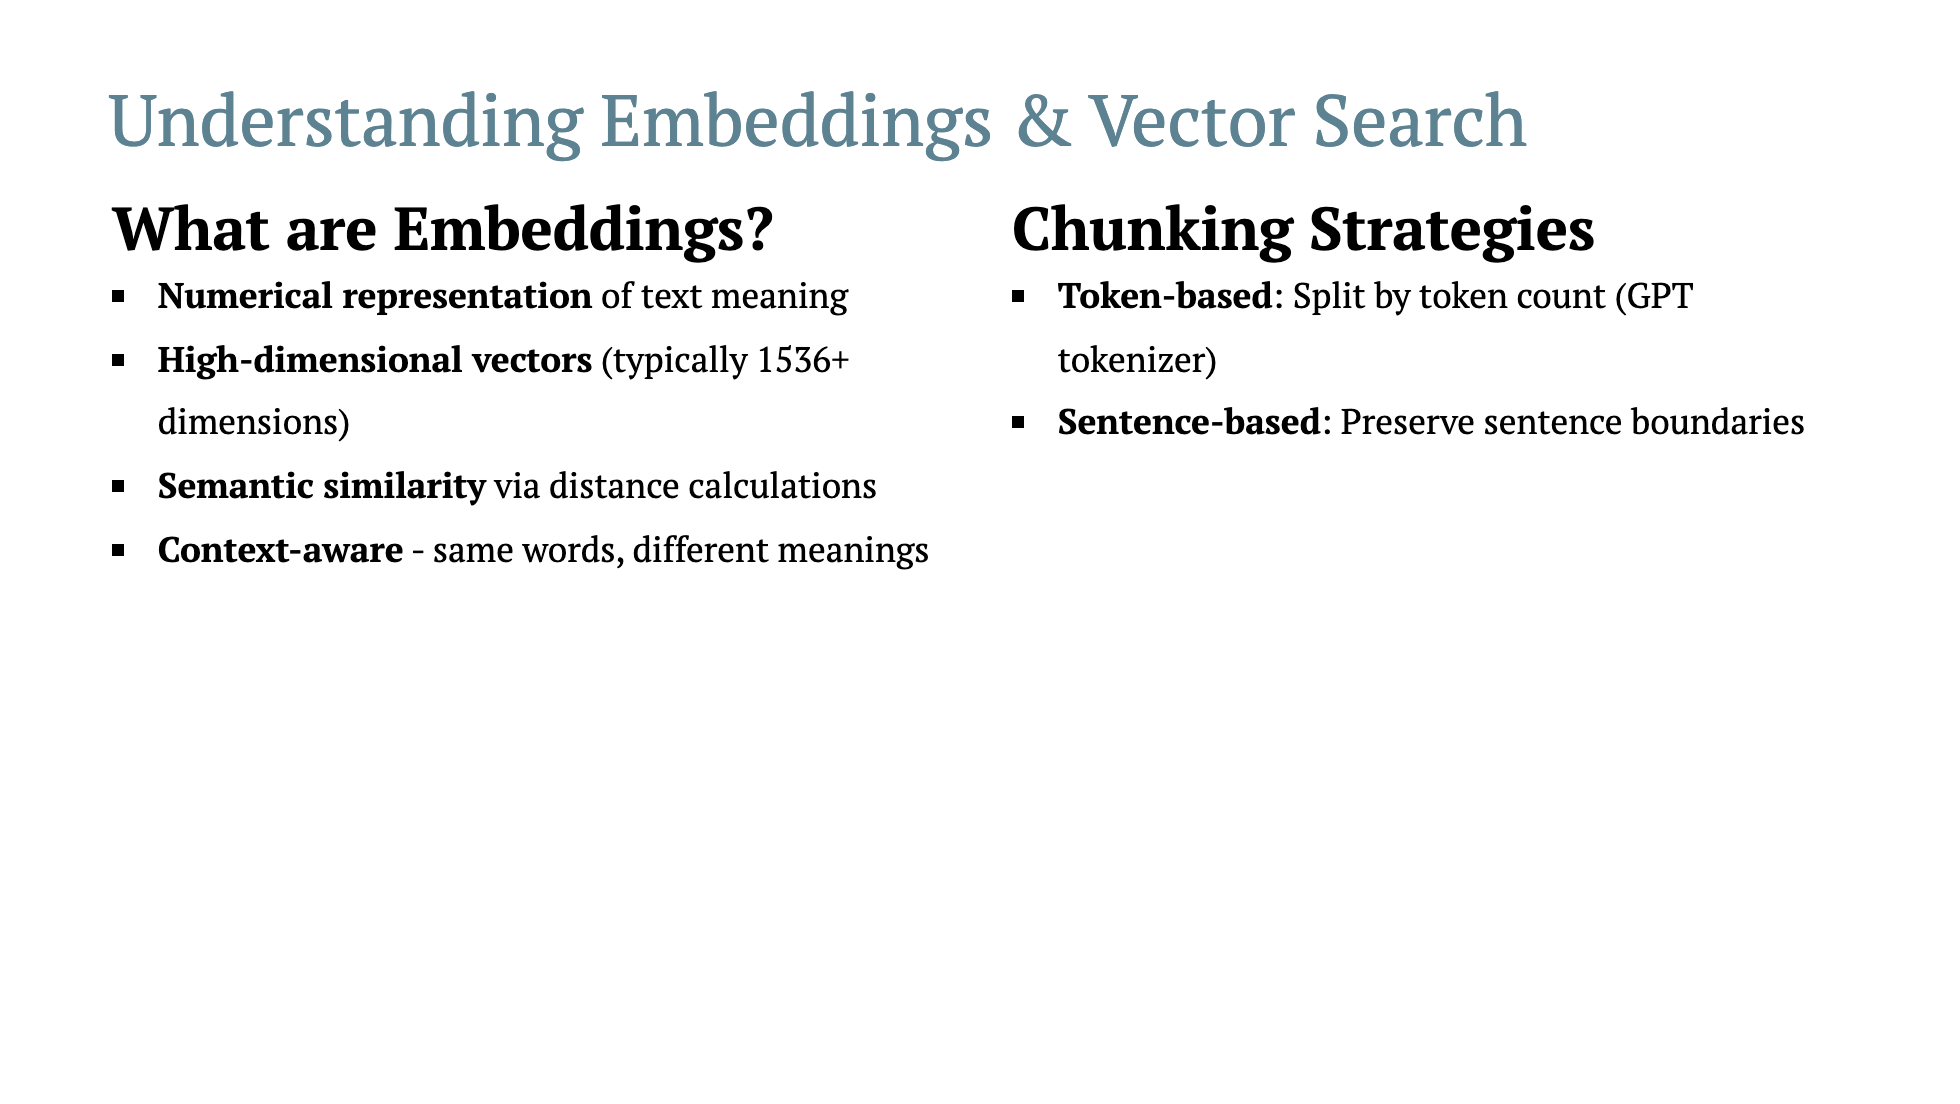 Understanding Embeddings & Vector Search
What are Embeddings?
▪ Numerical representation of text meaning
▪ High-dimensional vectors (typically 1536+
dimensions)
▪ Semantic similarity via distance calculations
▪ Context-aware - same words, different meanings
Chunking Strategies
▪ Token-based: Split by token count (GPT
tokenizer)
▪ Sentence-based: Preserve sentence boundaries